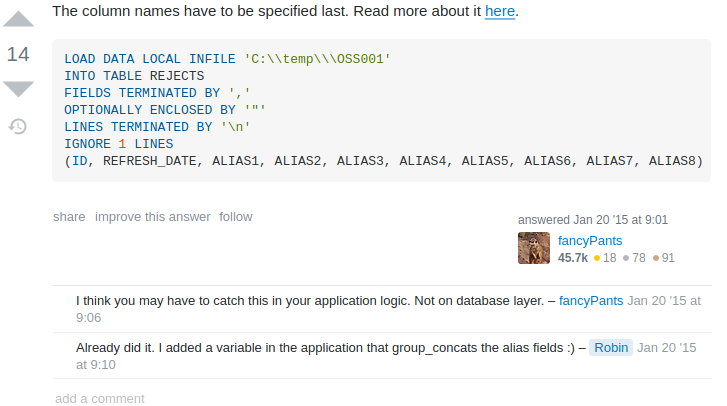 The column names have to be specified last. Read more about it here.
14
LOAD DATA LOCAL INFILE 'C:\\temp\\\OSS001'
INTO TABLE REJECTS
FIELDS TERMINATED BY ','
OPTIONALLY ENCLOSED BY '"'
LINES TERMINATED BY '\n'
IGNORE 1 LINES
(ID, REFRESH_DATE, ALIAS1, ALIAS2, ALIAS3, ALIAS4, ALIAS5, ALIAS6, ALIAS7, ALIAS8)
share improve this answer follow
answered Jan 20 '15 at 9:01
fancyPants
45.7k ●18 ●78 ●91
I think you may have to catch this in your application logic. Not on database layer. – fancyPants Jan 20 '15 at
9:06
Already did it. I added a variable in the application that group_concats the alias fields :) – Robin Jan 20 '15
at 9:10
add a comment